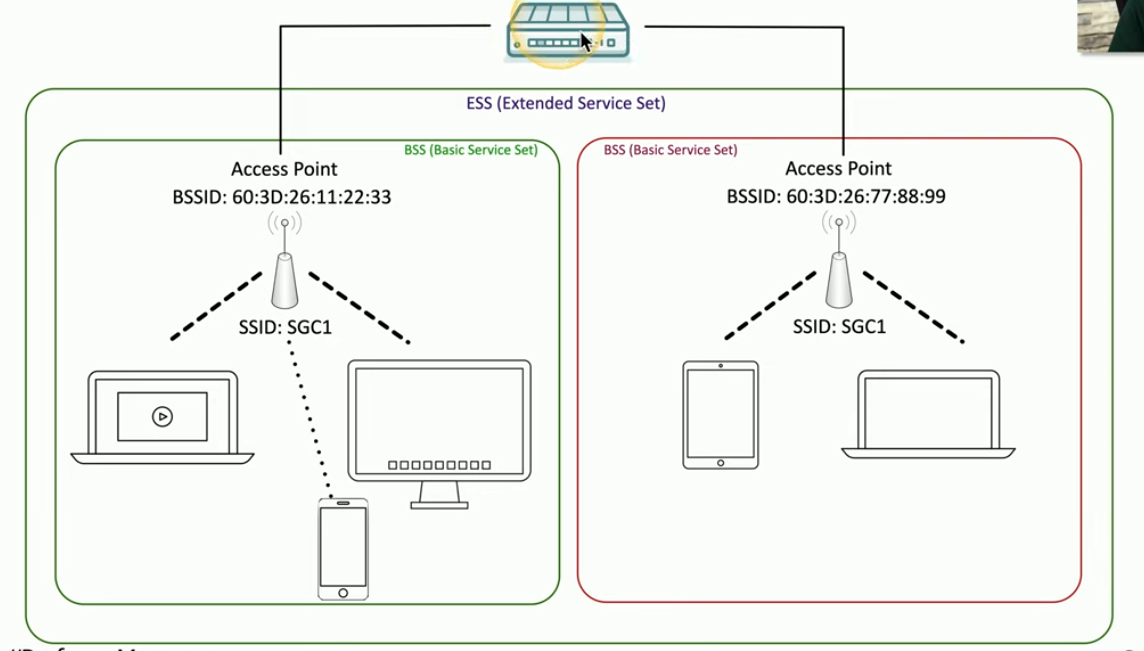 ESS (Extended Service Set)
BSS (Basic Service Set)
Access Point
BSSID: 60:3D:26:11:22:33
SSID: SGC1
BSS (Basic Service Set)
Access Point
BSSID: 60:3D:26:77:88:99
SSID: SGC1